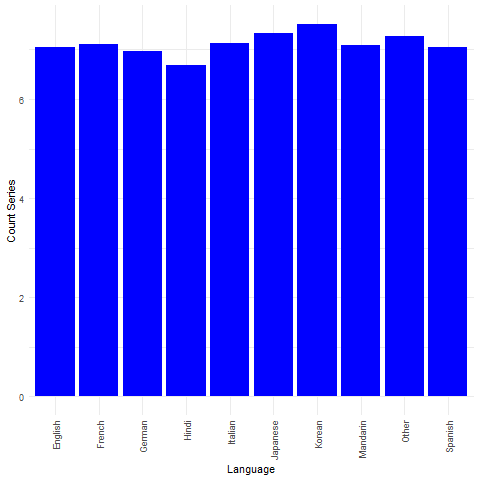 Count Series
6
4
2
0
English
French
German
Hindi
Italian
Japanese
Korean
Mandarin
Other
Spanish
Language